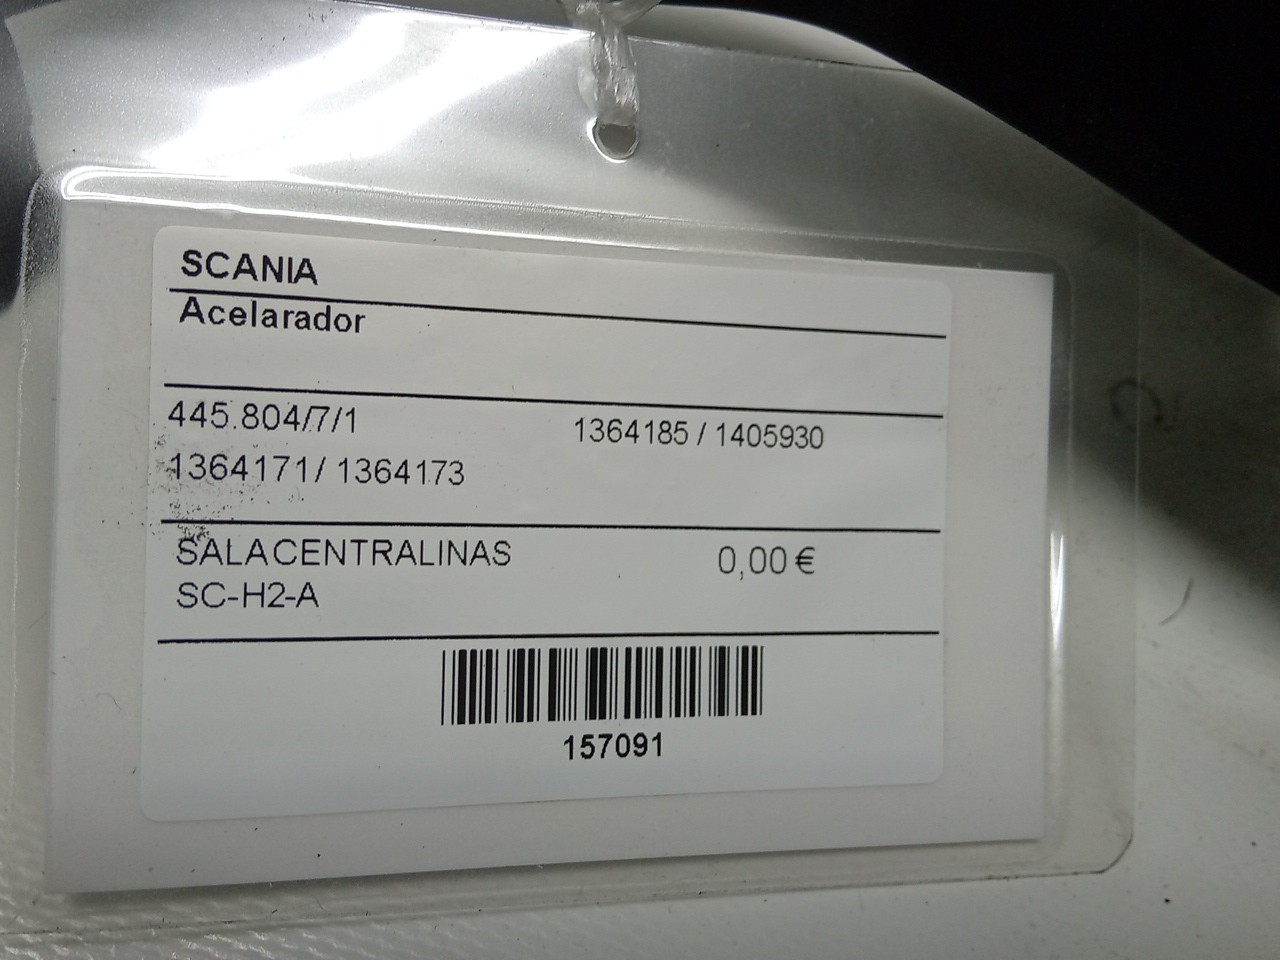 SCANIA
Acelarador
445.804/7/1 1364185 / 1405930
1364171/ 1364173
SALACENTRALINAS 0,00 €
SC-H2-A
157091